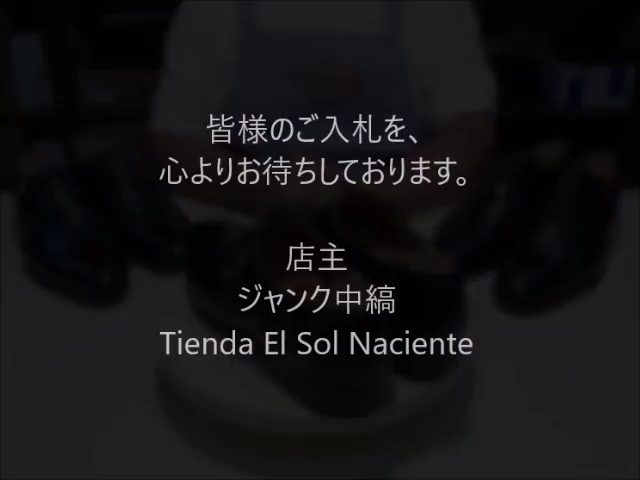 皆様のご入札を、
心よりお待ちしております。
店主
ジャンク中縞
Tienda El Sol Naciente